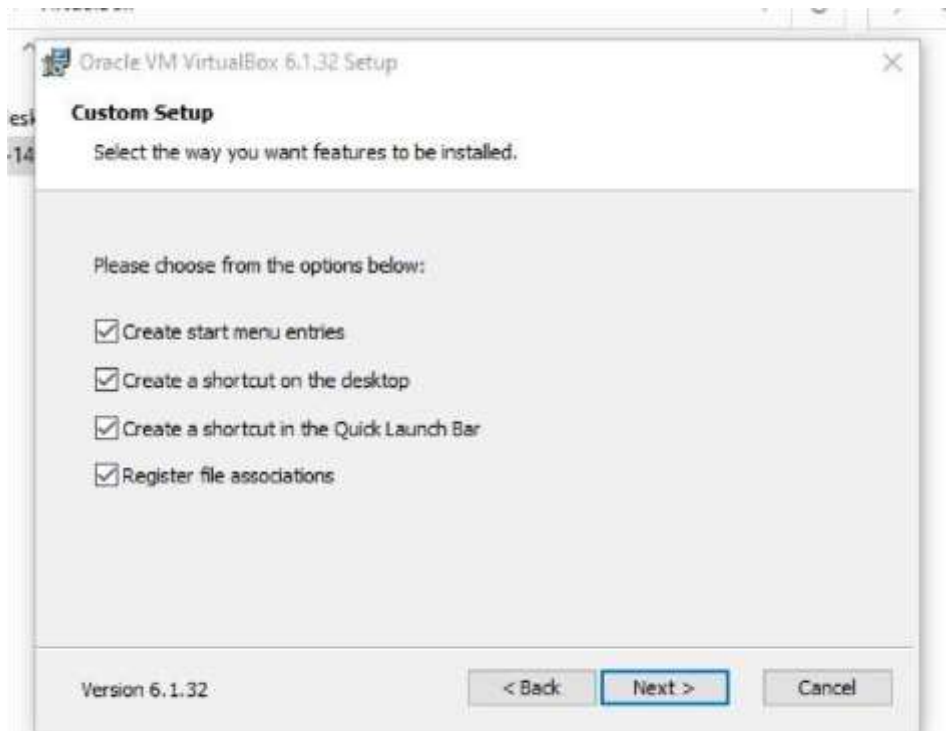 Oracle VM VirtualBox 6.1.32 Setup
Custom Setup
Select the way you want features to be installed.
-14
Please choose from the options below:
Create start menu entries
Create a shortcut on the desktop
Create a shortcut in the Quick Launch Bar
Register file associations
Version 6.1.32
< Back
Next >
Cancel